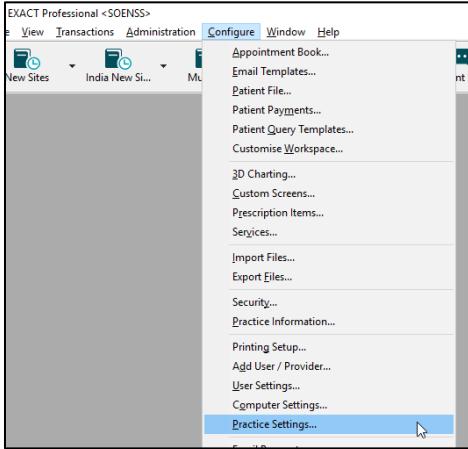 EXACT Professional <SOENSS>
e View Transactions Administration Configure Window Help
New Sites India New Si... Mu nt
Appointment Book...
Email Templates...
Patient File...
Patient Payments...
Patient Query Templates...
Customise Workspace...
3D Charting...
Custom Screens...
Prescription Items...
Services...
Import Files...
Export Files...
Security...
Practice Information...
Printing Setup...
Add User / Provider...
User Settings...
Computer Settings...
Practice Settings...